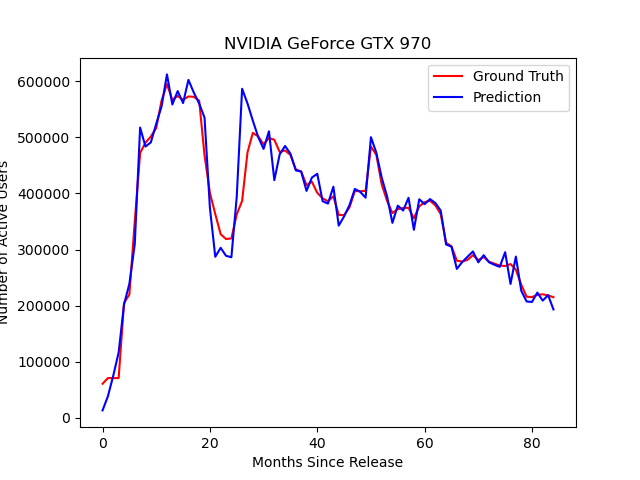 NVIDIA GeForce GTX 970
Ground Truth
Prediction
600000
500000
400000
300000
200000
100000
0
Number of Active Users
0 20 40 60 80
Months Since Release